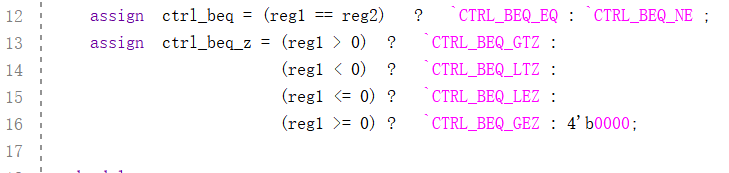 12 assign ctrl_beq = (reg1 == reg2) ? `CTRL_BEQ_EQ : `CTRL_BEQ_NE ;
13 assign ctrl_beq_z = (reg1 > 0) ? `CTRL_BEQ_GTZ :
14 (reg1 < 0) ? `CTRL_BEQ_LTZ :
15 (reg1 <= 0) ? `CTRL_BEQ_LEZ :
16 (reg1 >= 0) ? `CTRL_BEQ_GEZ : 4'b0000;
17